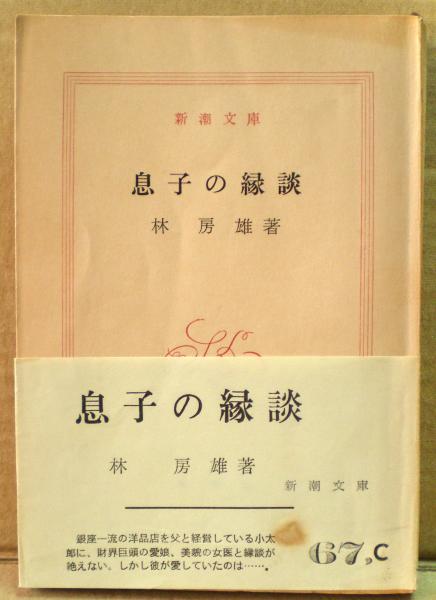 新潮文庫
息子の縁談
林 房雄著
息子の縁談
林 房雄著
新潮文庫
銀座一流の洋品店を父と経営している小太
郎に、財界巨頭の愛娘、美貌の女医と縁談が
絶えない。しかし彼が愛していたのは……。
67,C